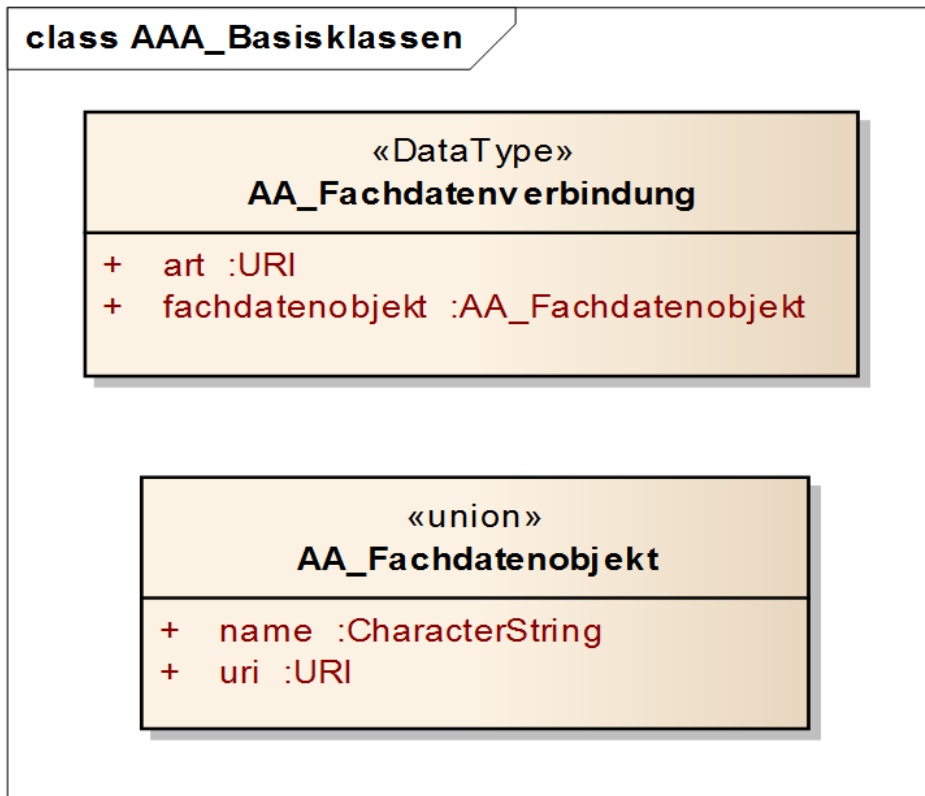 class AAA_Basisklassen
«DataType»
AA_Fachdatenverbindung
+ art :URI
+ fachdatenobjekt :AA_Fachdatenobjekt
«union»
AA_Fachdatenobjekt
+ name :CharacterString
+ uri :URI